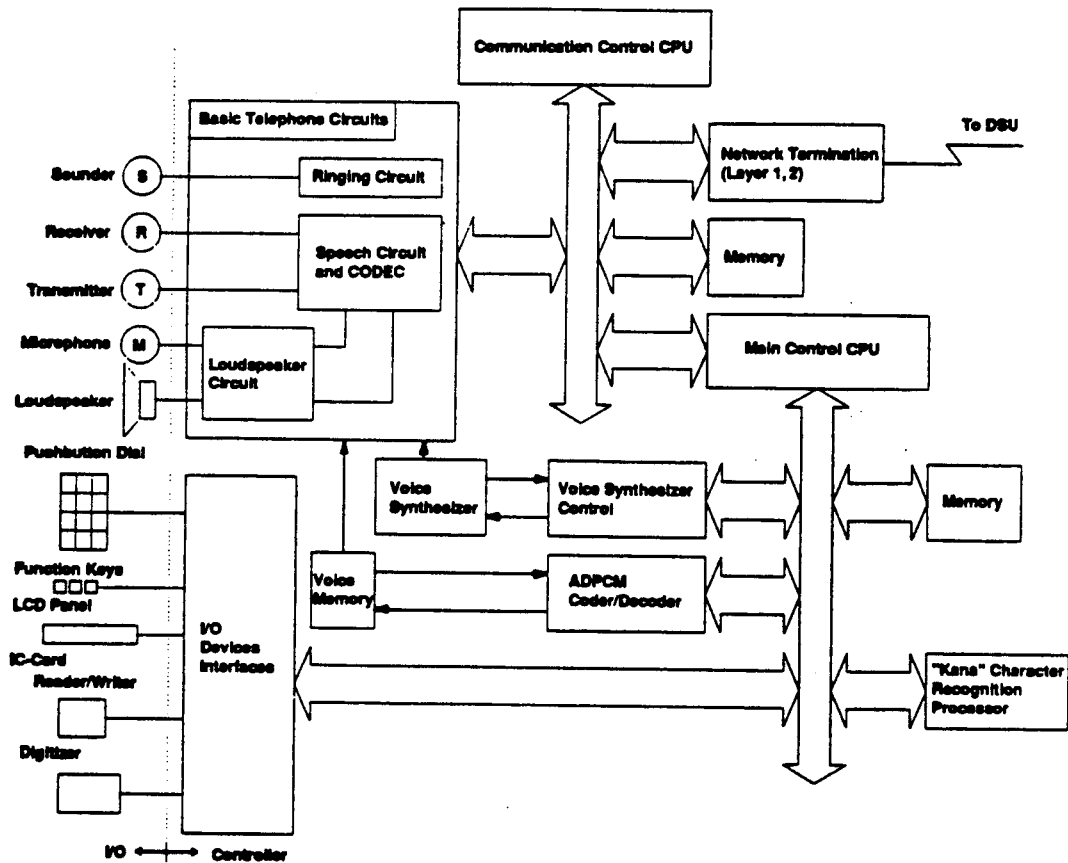 Communication Control CPU
Basic Telephone Circuits
To DSU
Network Termination
(Layer 1, 2)
Sounder
S
Ringing Circuit
Receiver
R
Speech Circuit
and CODEC
Memory
Transmitter
T
Microphone
M
Loudspeaker
Circuit
Main Control CPU
Loudspeaker
Pushbutton Dial
Voice
Synthesizer
Voice Synthesizer
Control
Memory
Function Keys
LCD Panel
Voice
Memory
ADPCM
Coder/Decoder
I/O
Devices
Interfaces
IC-Card
Reader/Writer
"Kana" Character
Recognition
Processor
Digitizer
I/O
Controller